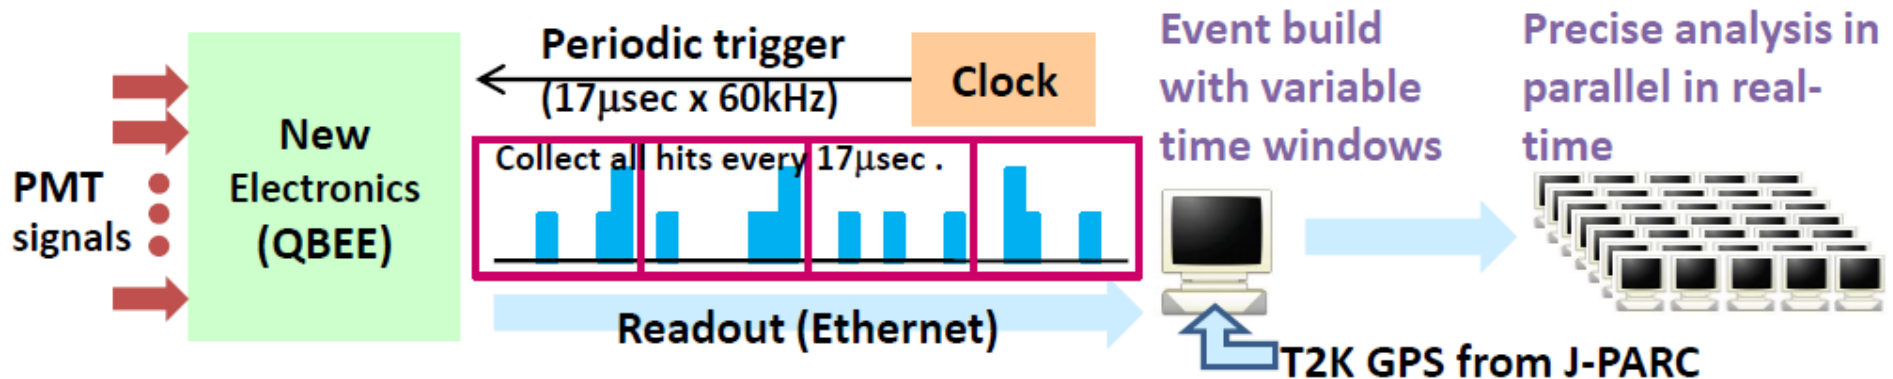 PMT
signals
New
Electronics
(QBEE)
Periodic trigger
(17μsec x 60kHz)
Clock
Collect all hits every 17μsec .
Readout (Ethernet)
Event build
with variable
time windows
T2K GPS from J-PARC
Precise analysis in
parallel in real-
time